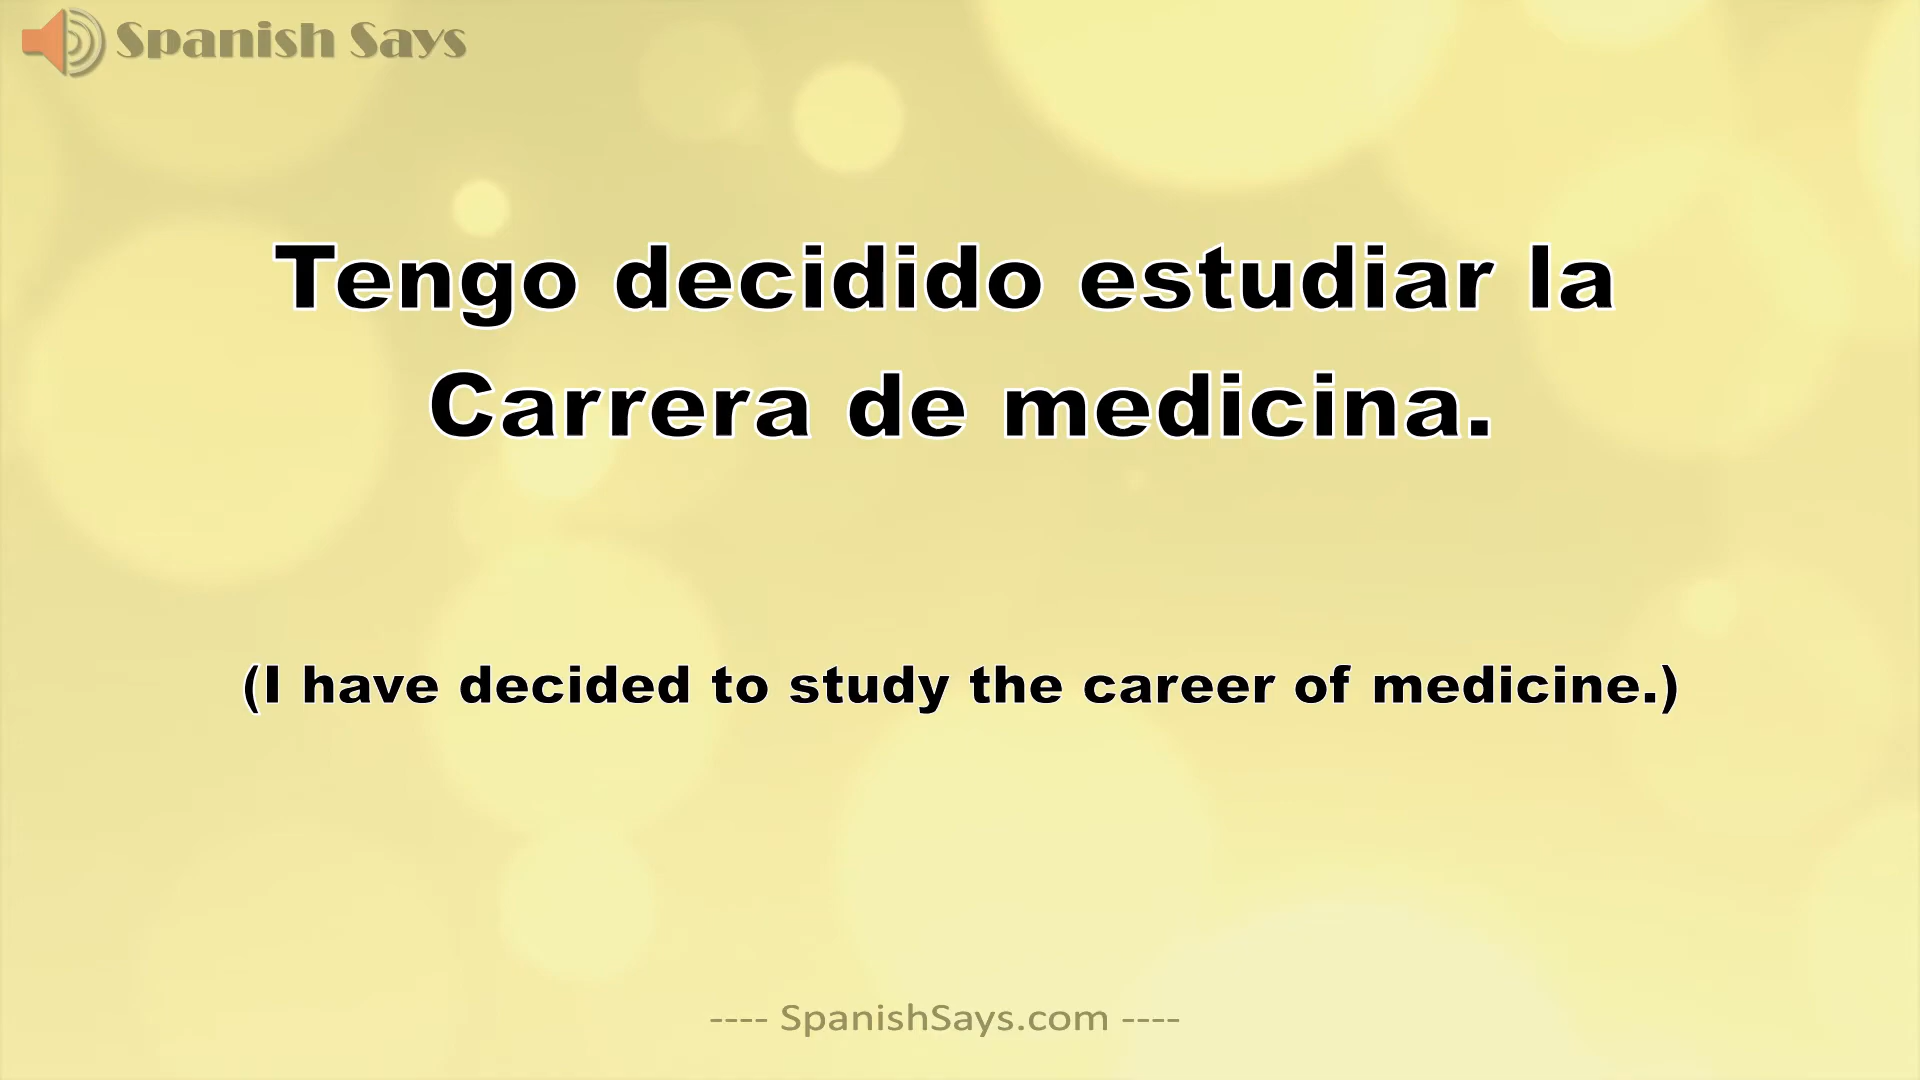 Spanish Says
Tengo decidido estudiar la
Carrera de medicina.
(I have decided to study the career of medicine.)
---- SpanishSays.com ----